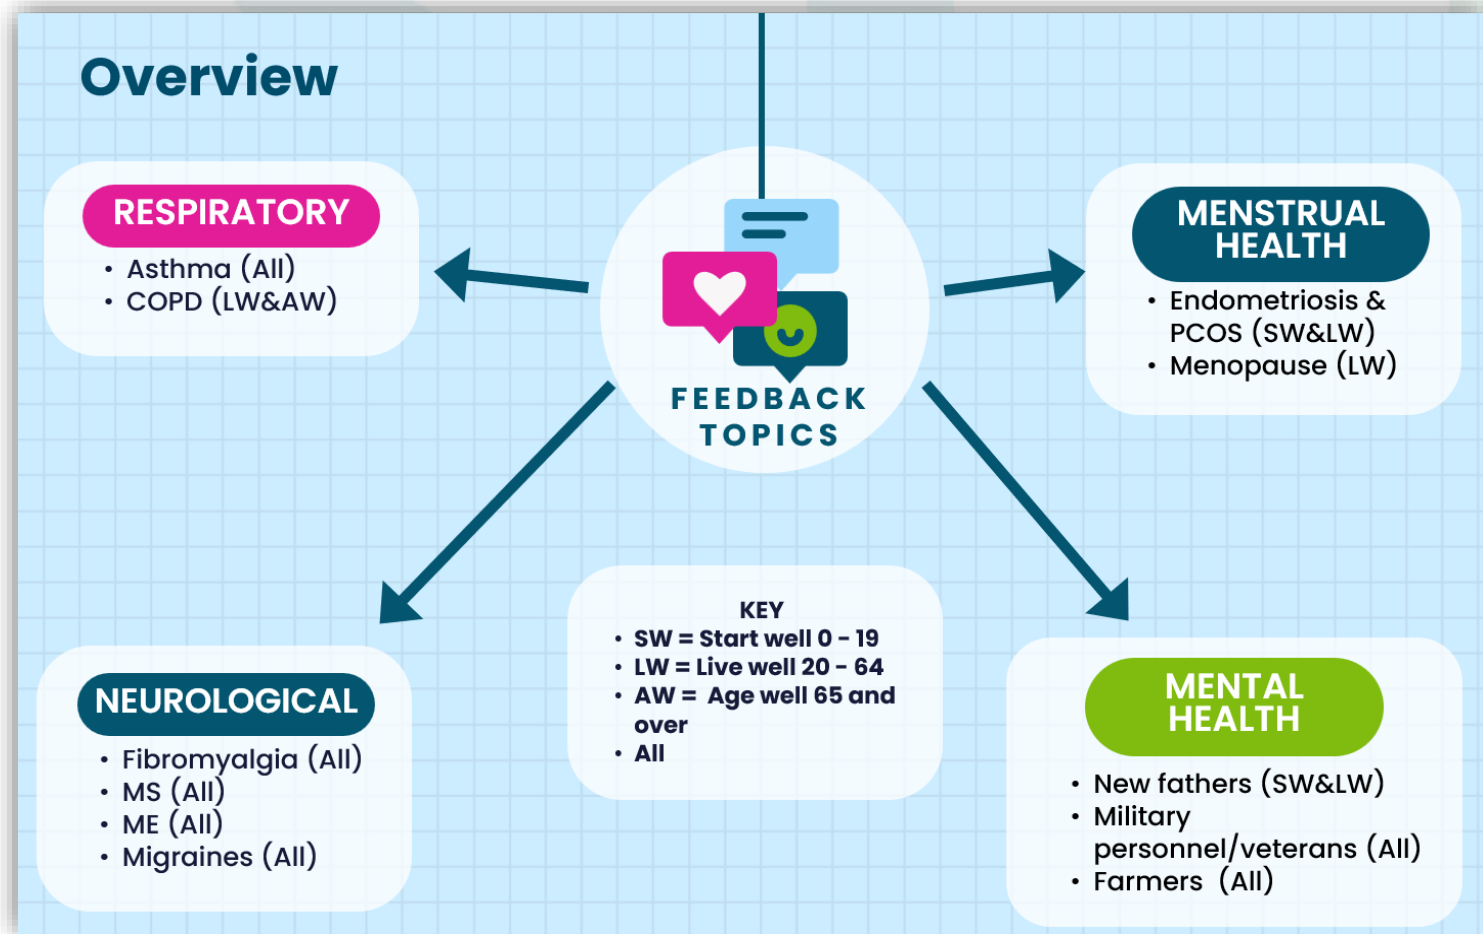 Overview
RESPIRATORY
• Asthma (All)
• COPD (LW&AW)
FEEDBACK
TOPICS
MENSTRUAL
HEALTH
• Endometriosis &
PCOS (SW&LW)
• Menopause (LW)
NEUROLOGICAL
• Fibromyalgia (All)
• MS (All)
• ME (All)
• Migraines (All)
KEY
• SW = Start well 0 - 19
• LW = Live well 20 - 64
• AW = Age well 65 and
over
• All
MENTAL
HEALTH
• New fathers (SW&LW)
• Military
personnel/veterans (All)
• Farmers (All)